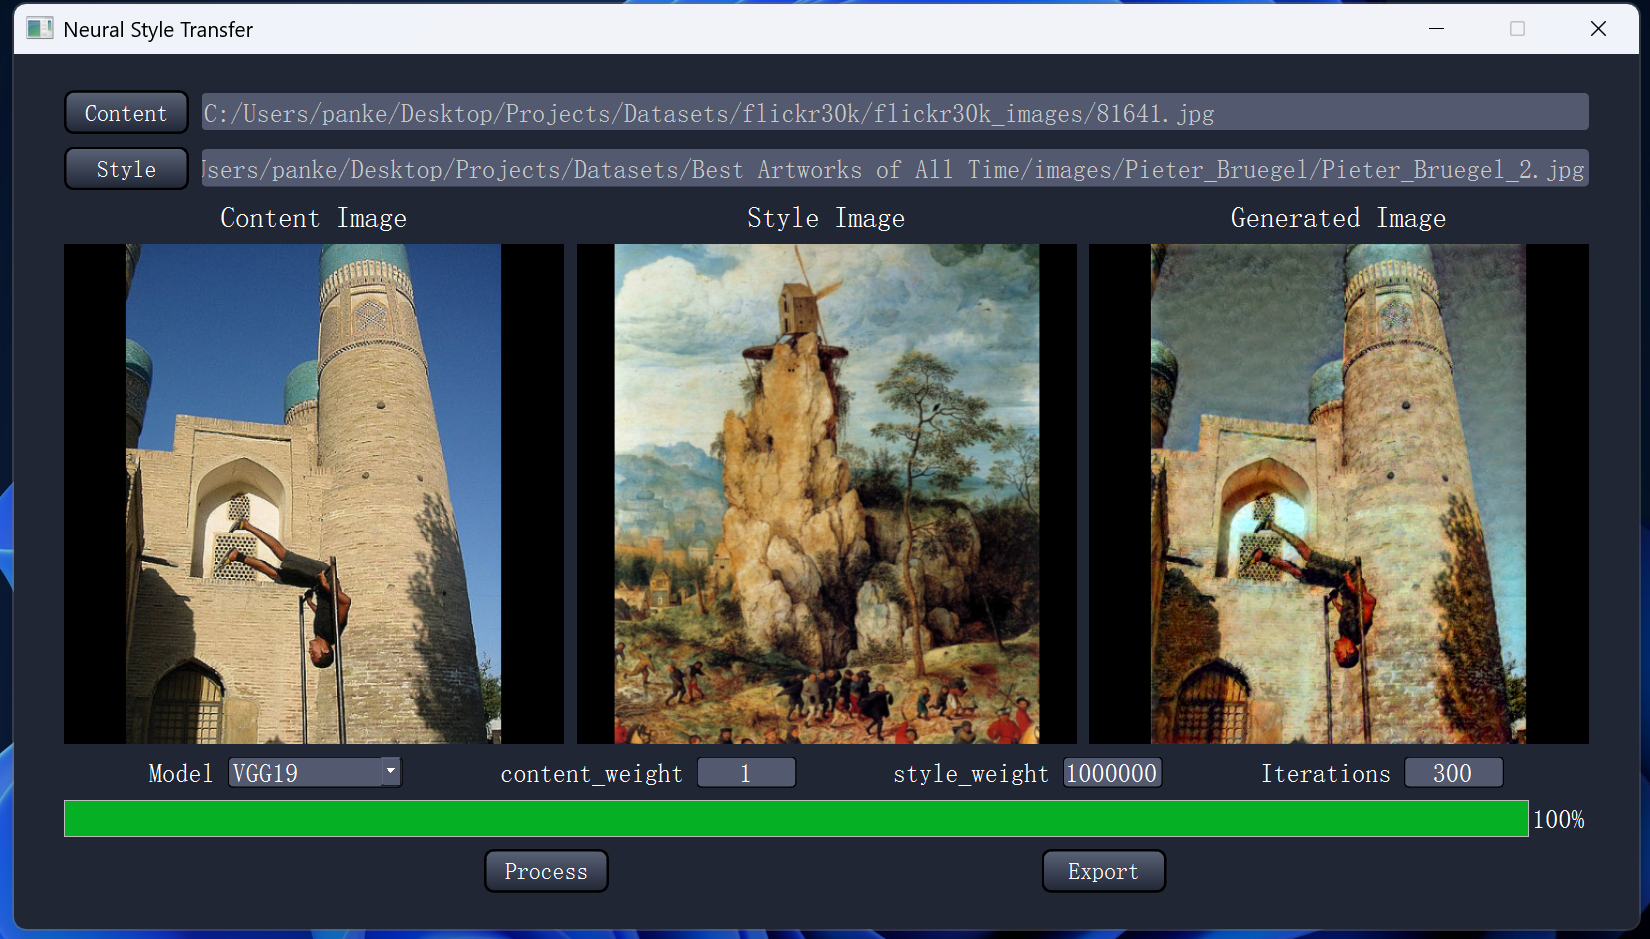 Neural Style Transfer
Content C:/Users/panke/Desktop/Projects/Datasets/flickr30k/flickr30k_images/81641.jpg
Style sers/panke/Desktop/Projects/Datasets/Best Artworks of All Time/images/Pieter_Bruegel/Pieter_Bruegel_2.jpg
Content Image Style Image Generated Image
Model VGG19 content_weight 1 style_weight 1000000 Iterations 300
100%
Process Export